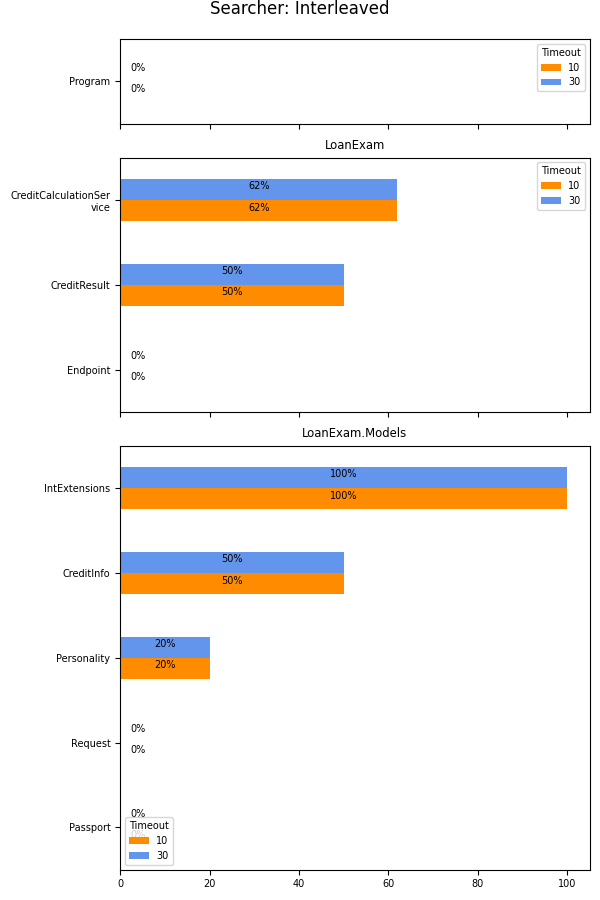 Searcher: Interleaved
Program
0%
0%
Timeout
10
30
LoanExam
CreditCalculationSer
vice
62%
62%
Timeout
10
30
CreditResult
50%
50%
Endpoint
0%
0%
LoanExam.Models
IntExtensions
100%
100%
CreditInfo
50%
50%
Personality
20%
20%
Request
0%
0%
Passport
0%
0%
Timeout
10
30
0 20 40 60 80 100